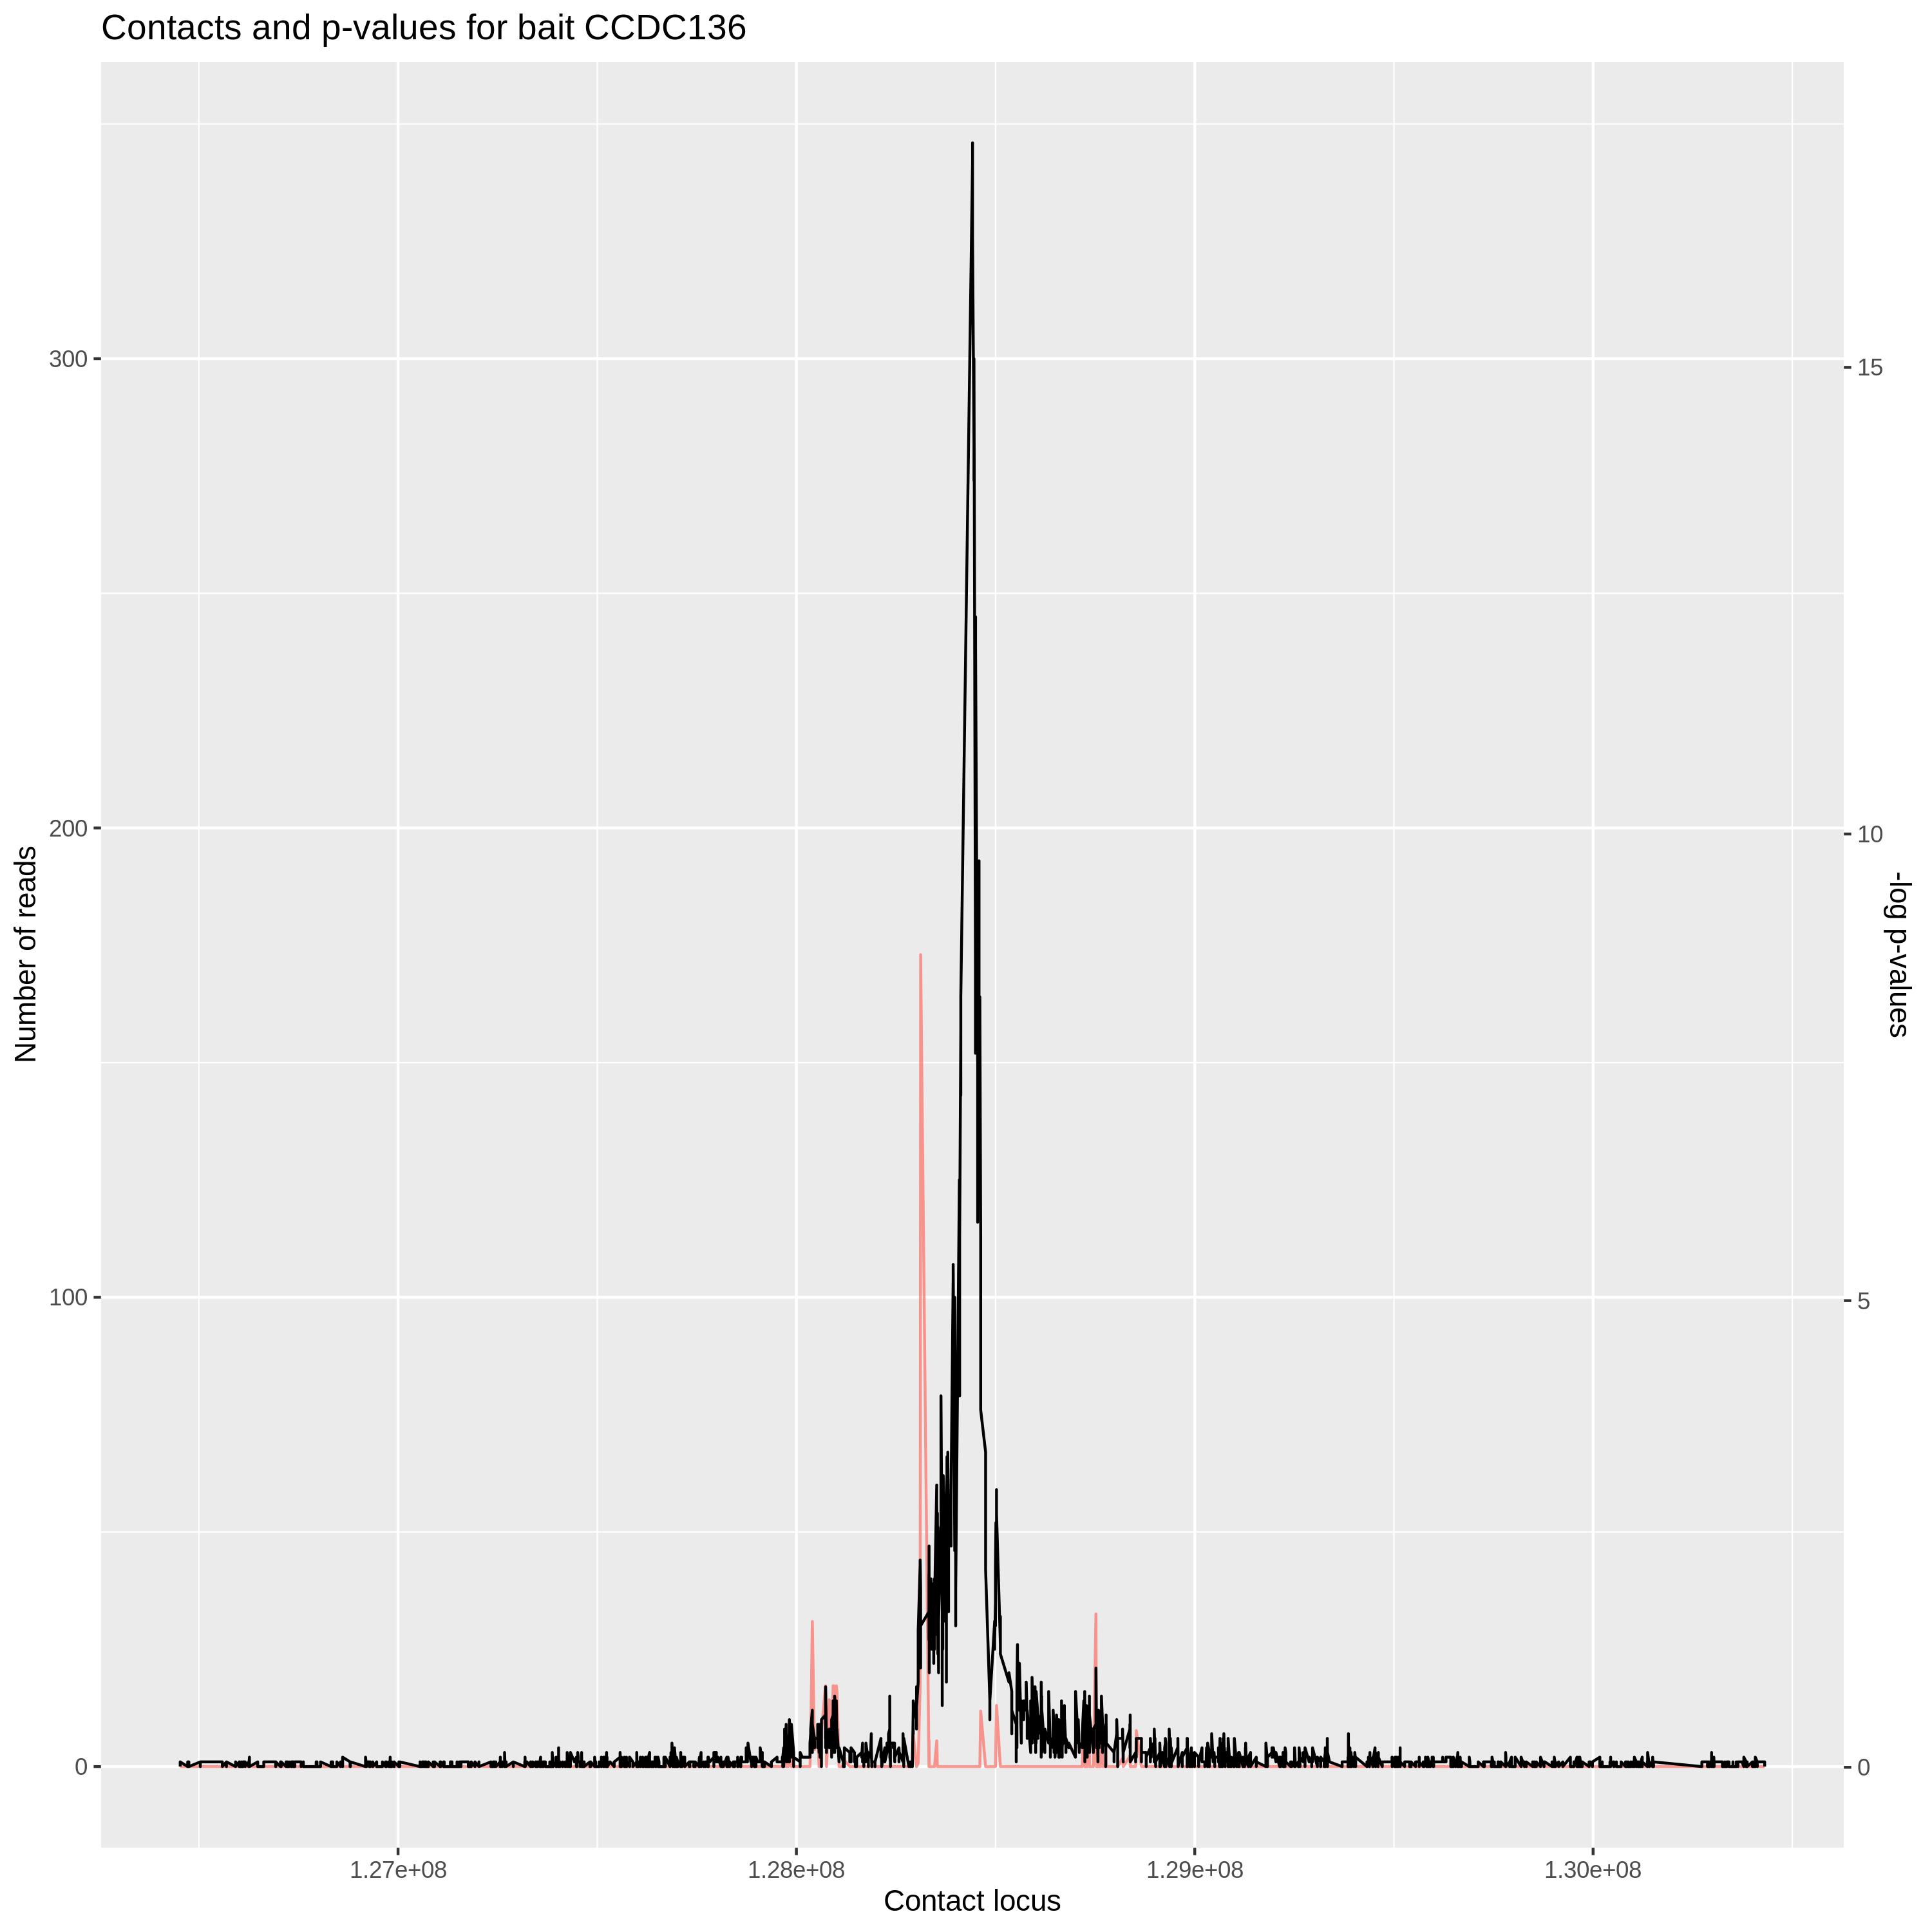 Contacts and p-values for bait CCDC136
300
200
100
0
Number of reads
15
10
5
0
-log p-values
1.27e+08
1.28e+08
1.29e+08
1.30e+08
Contact locus